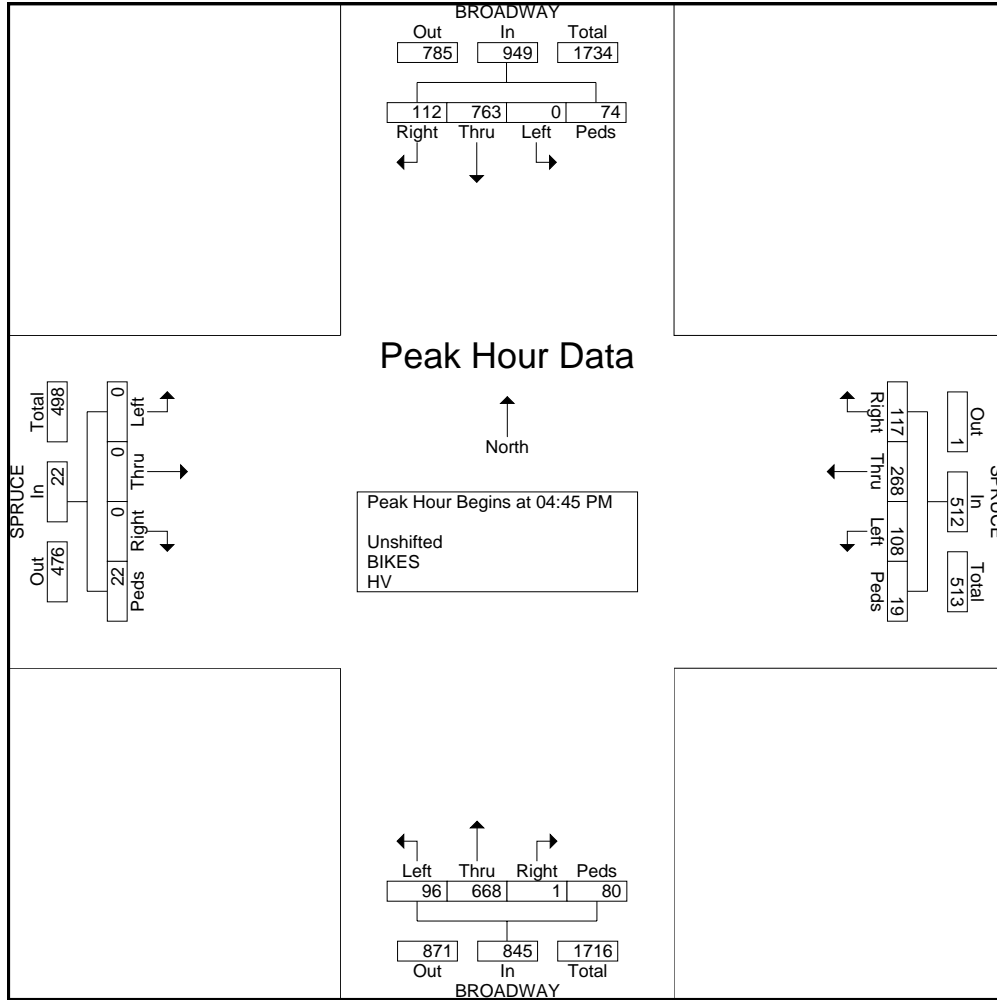 BROADWAY
Out In Total
785 949 1734
112 763 0 74
Right Thru Left Peds
Peak Hour Data
North
Peak Hour Begins at 04:45 PM
Unshifted
BIKES
HV
SPRUCE
Total In Out
498 22 476
0 0 0 22
Left Thru Right Peds
SPRUCE
Out In Total
1 512 513
117 268 108 19
Right Thru Left Peds
Left Thru Right Peds
96 668 1 80
871 845 1716
Out In Total
BROADWAY